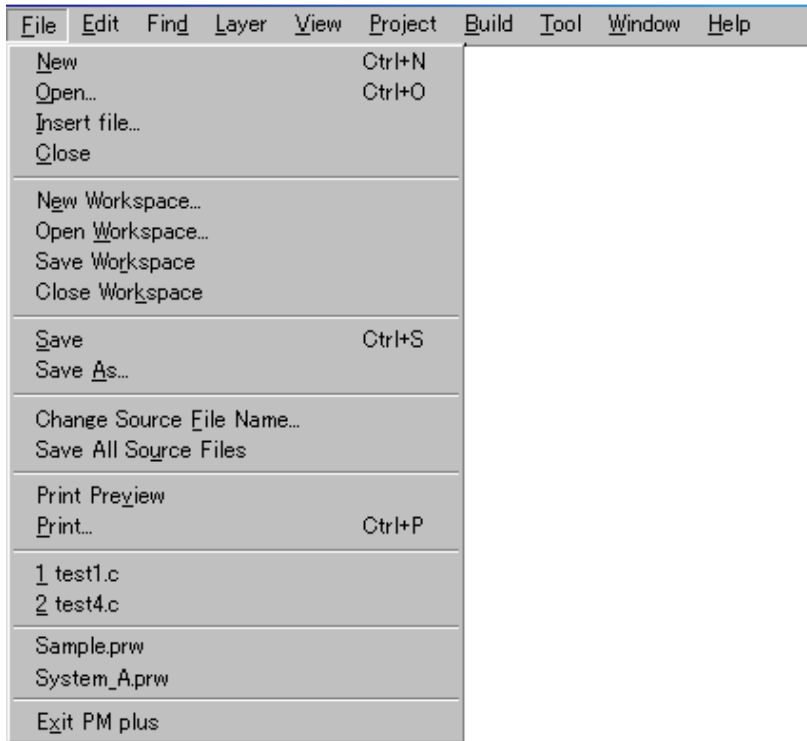 File Edit Find Layer View Project Build Tool Window Help
New Ctrl+N
Open... Ctrl+O
Insert file...
Close
New Workspace...
Open Workspace...
Save Workspace
Close Workspace
Save Ctrl+S
Save As...
Change Source File Name...
Save All Source Files
Print Preview
Print... Ctrl+P
1 test1.c
2 test4.c
Sample.prw
System_A.prw
Exit PM plus